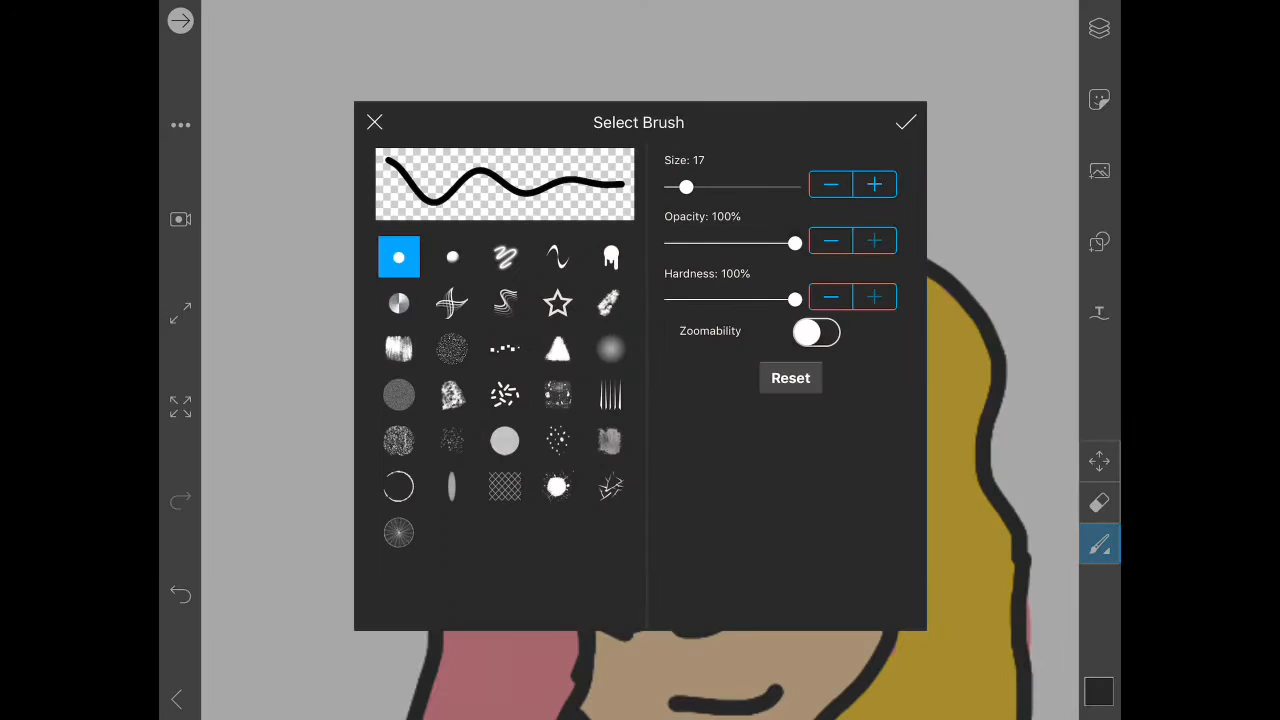 Select Brush
Size: 17
Opacity: 100%
Hardness: 100%
Zoomability
Reset
T